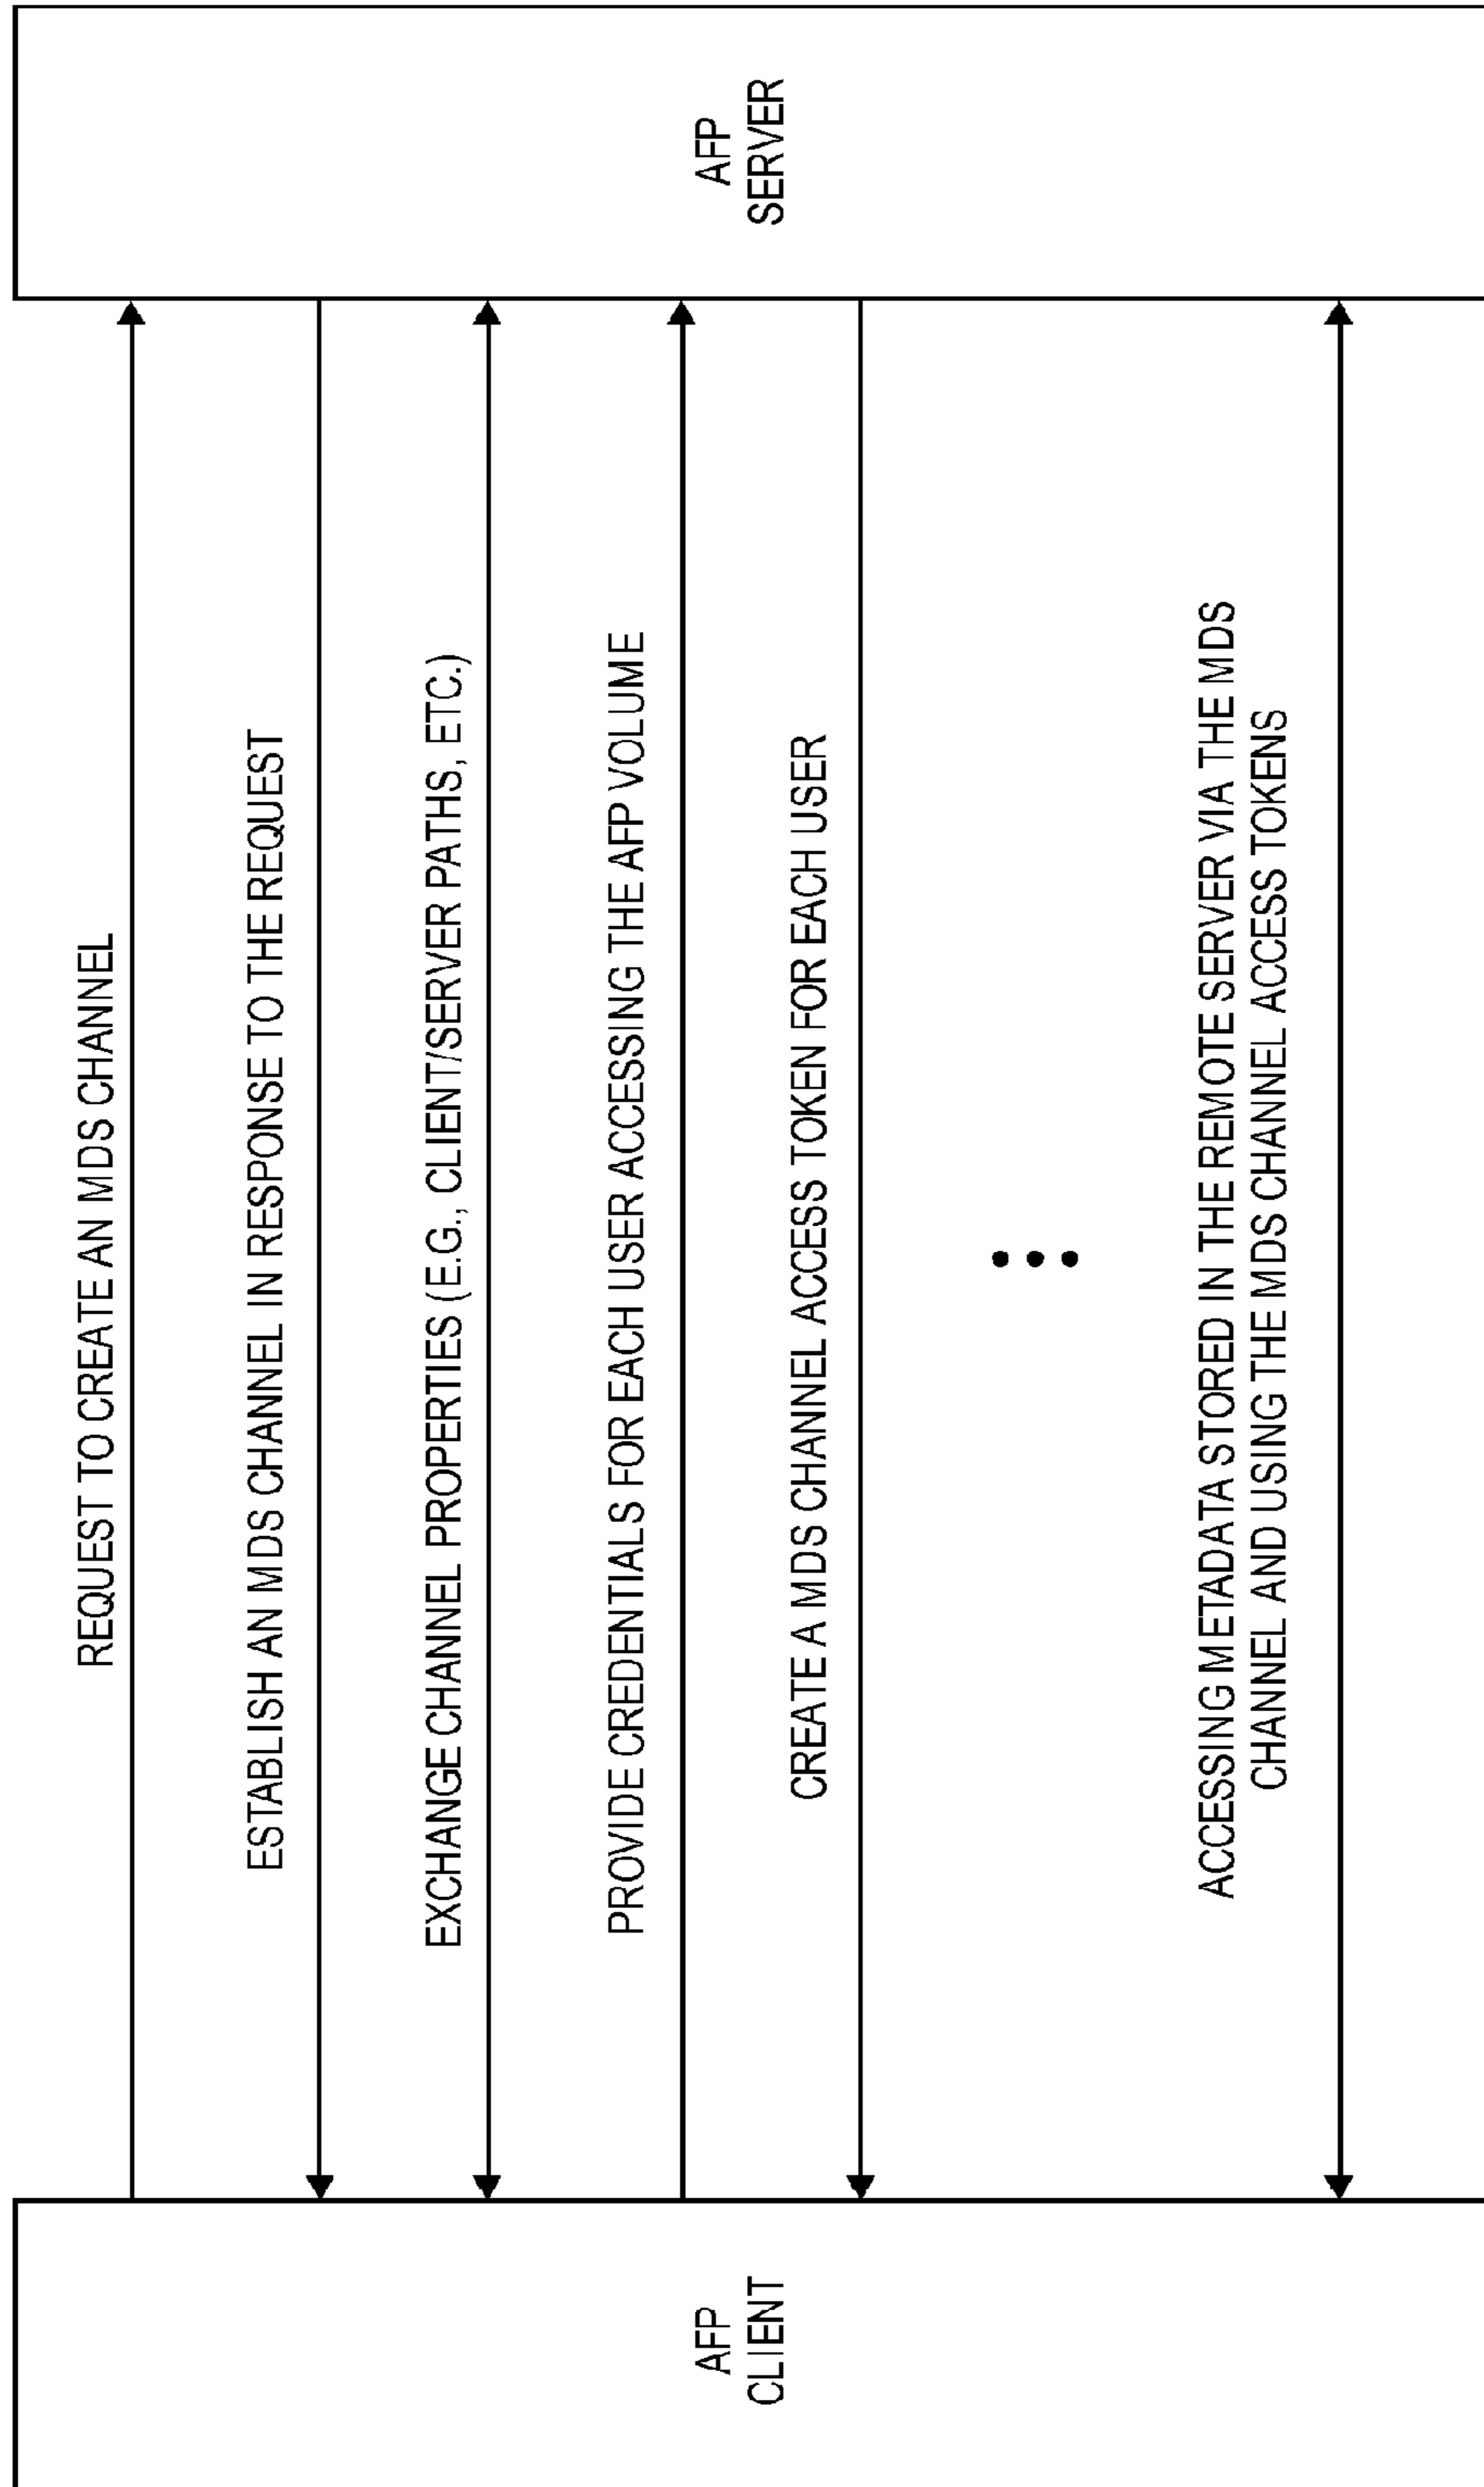 AFP
CLIENT
REQUEST TO CREATE AN MDS CHANNEL
ESTABLISH AN MDS CHANNEL IN RESPONSE TO THE REQUEST
EXCHANGE CHANNEL PROPERTIES (E.G., CLIENT/SERVER PATHS, ETC.)
PROVIDE CREDENTIALS FOR EACH USER ACCESSING THE AFP VOLUME
CREATE A MDS CHANNEL ACCESS TOKEN FOR EACH USER
ACCESSING METADATA STORED IN THE REMOTE SERVER VIA THE MDS
CHANNEL AND USING THE MDS CHANNEL ACCESS TOKENS
AFP
SERVER